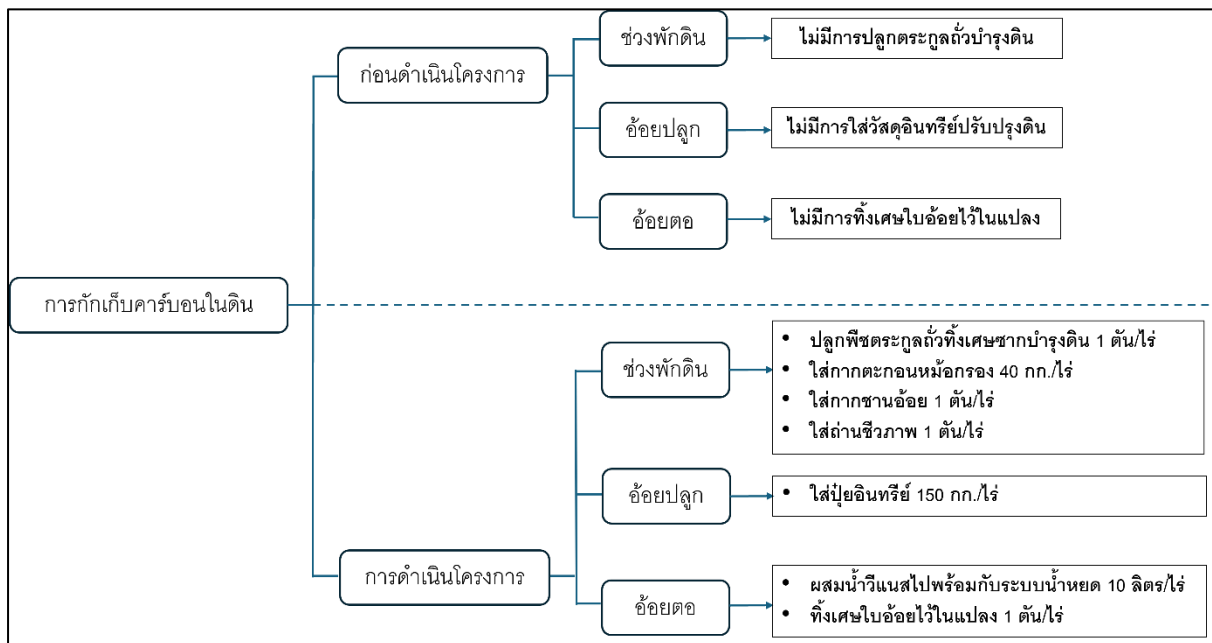 การกักเก็บคาร์บอนในดิน
ก่อนดำเนินโครงการ
ช่วงพักดิน
ไม่มีการปลูกตระกูลถั่วบำรุงดิน
อ้อยปลูก
ไม่มีการใส่วัสดุอินทรีย์ปรับปรุงดิน
อ้อยตอ
ไม่มีการทิ้งเศษใบอ้อยไว้ในแปลง
การดำเนินโครงการ
ช่วงพักดิน
• ปลูกพืชตระกูลถั่วทิ้งเศษซากบำรุงดิน 1 ตัน/ไร่
• ใส่กากตะกอนหม้อกรอง 40 กก./ไร่
• ใส่กากชานอ้อย 1 ตัน/ไร่
• ใส่ถ่านชีวภาพ 1 ตัน/ไร่
อ้อยปลูก
• ใส่ปุ๋ยอินทรีย์ 150 กก./ไร่
อ้อยตอ
• ผสมน้ำวีแนสไปพร้อมกับระบบน้ำหยด 10 ลิตร/ไร่
• ทิ้งเศษใบอ้อยไว้ในแปลง 1 ตัน/ไร่